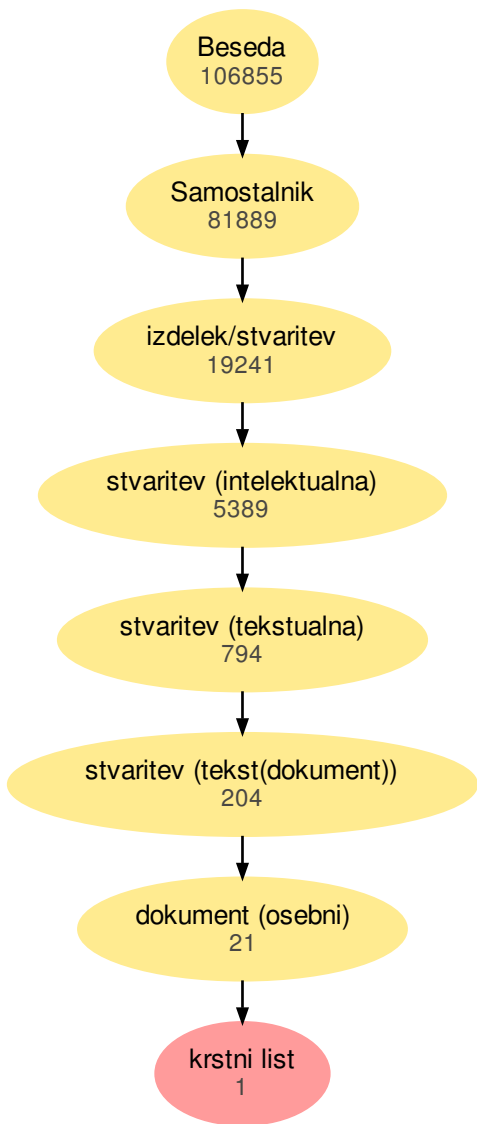 Beseda
106855
Samostalnik
81889
izdelek/stvaritev
19241
stvaritev (intelektualna)
5389
stvaritev (tekstualna)
794
stvaritev (tekst(dokument))
204
dokument (osebni)
21
krstni list
1